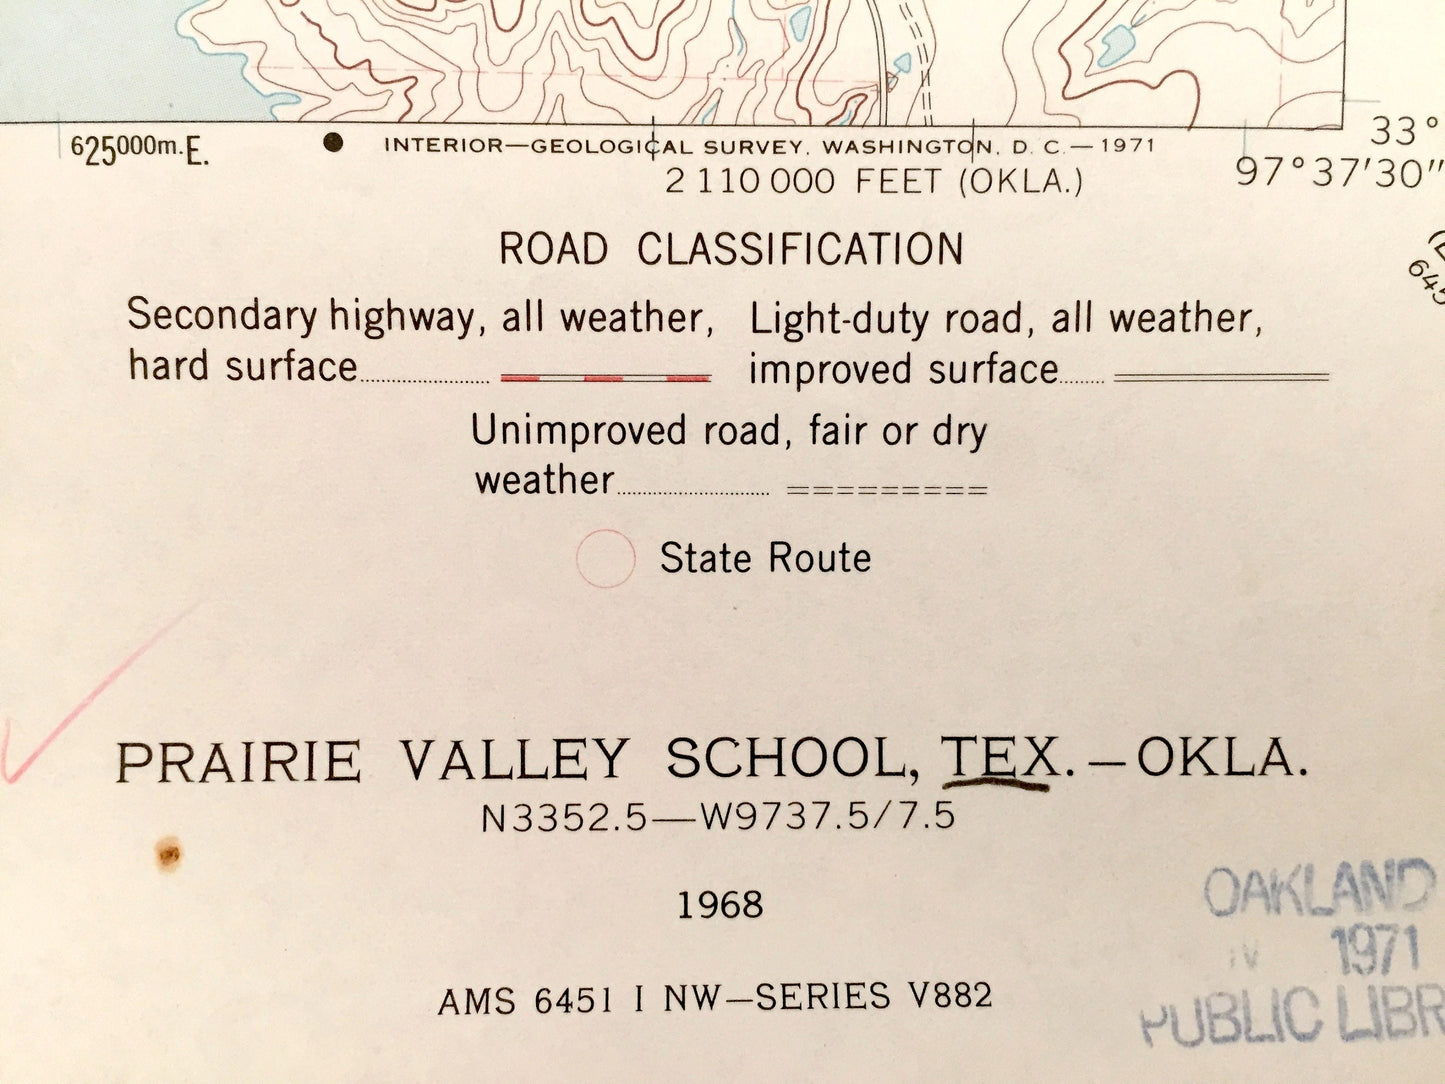 625000m.E.
INTERIOR—GEOLOGICAL SURVEY, WASHINGTON, D. C.—1971
33°
2 110 000 FEET (OKLA.)
97°37'30"
ROAD CLASSIFICATION
Secondary highway, all weather,
hard surface
Light-duty road, all weather,
improved surface
Unimproved road, fair or dry
weather
State Route
PRAIRIE VALLEY SCHOOL, TEX.—OKLA.
N3352.5—W9737.5/7.5
1968
AMS 6451 I NW—SERIES V882
OAKLAND
1971
PUBLIC LIBR